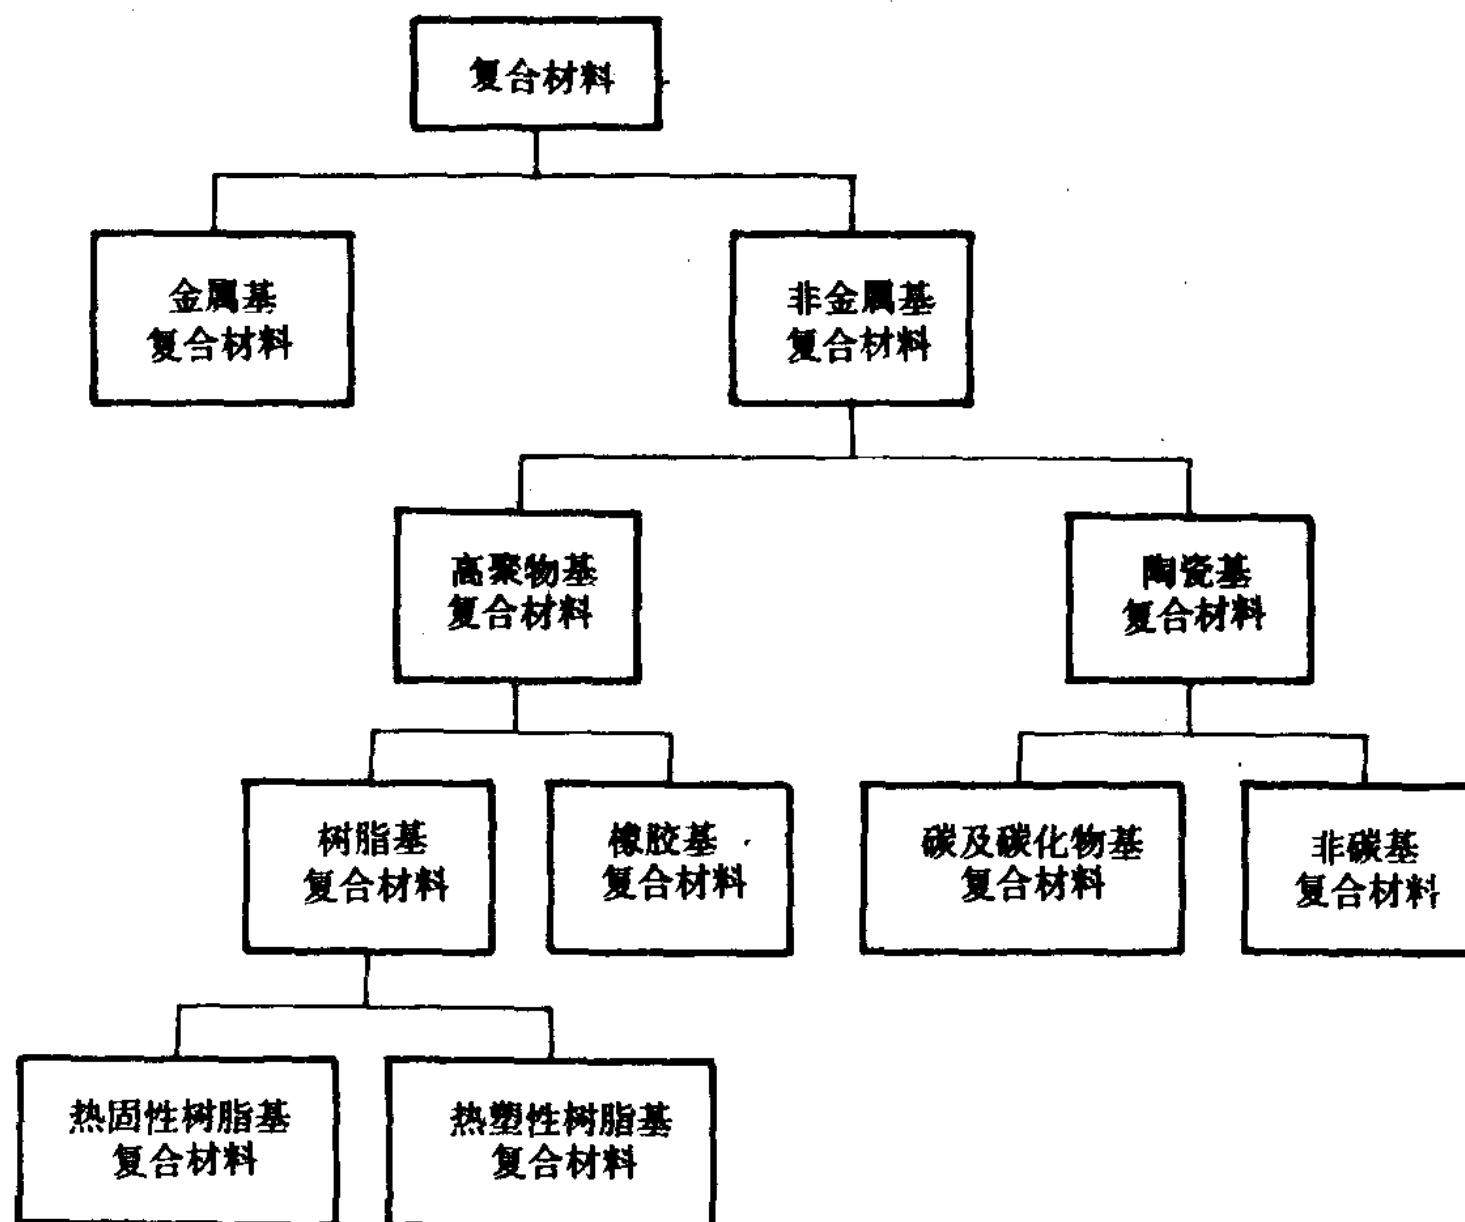 复合材料
金属基
复合材料
非金属基
复合材料
高聚物基
复合材料
陶瓷基
复合材料
树脂基
复合材料
橡胶基
复合材料
碳及碳化物基
复合材料
非碳基
复合材料
热固性树脂基
复合材料
热塑性树脂基
复合材料